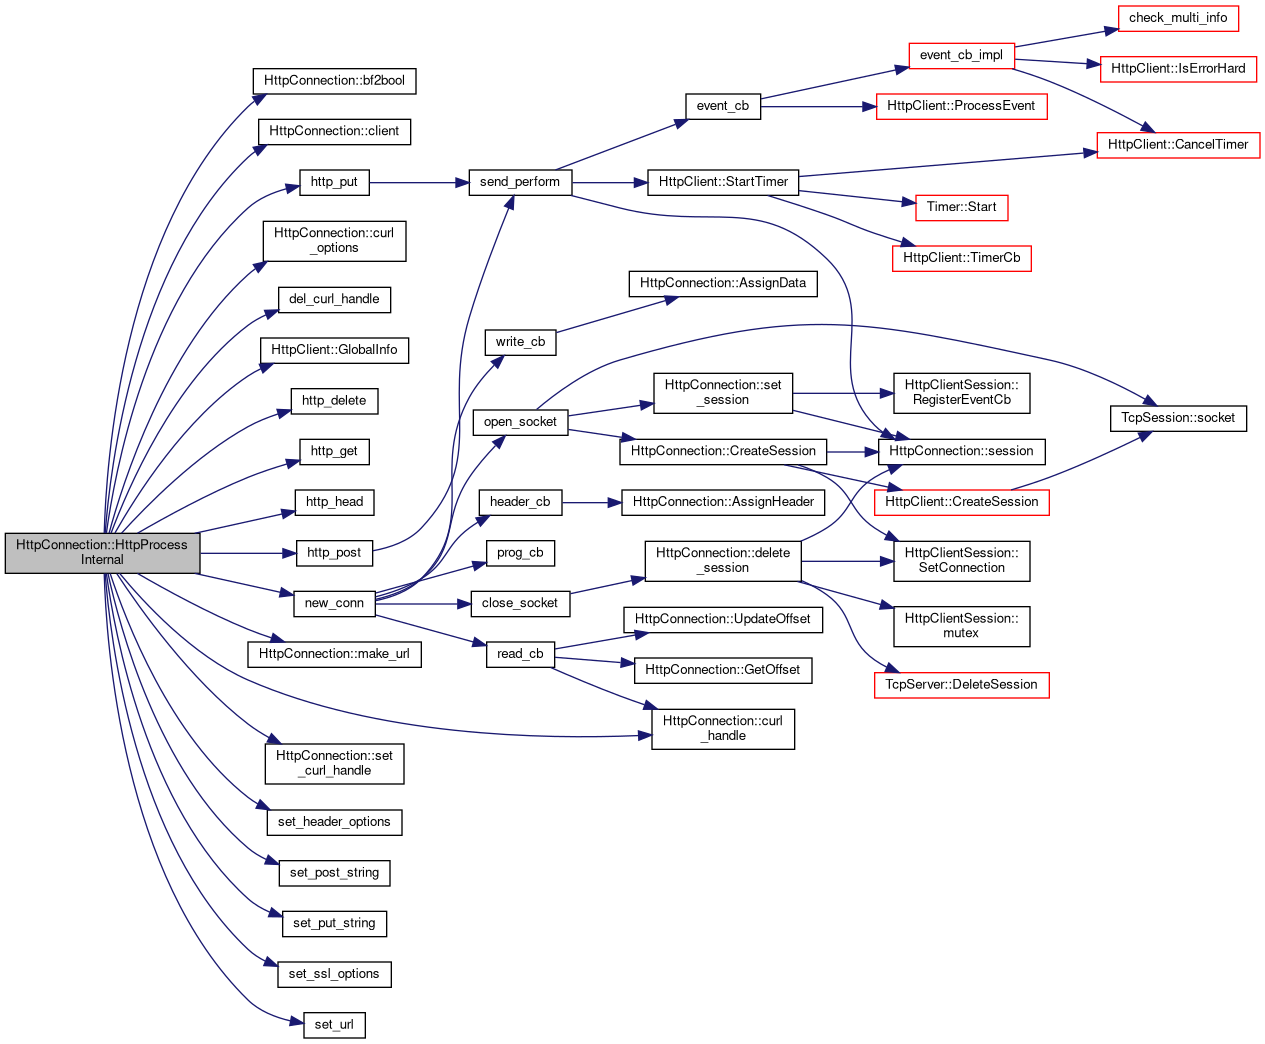 HttpConnection::HttpProcess
Internal
HttpConnection::bf2bool
HttpConnection::client
http_put
HttpConnection::curl
_options
del_curl_handle
HttpClient::GlobalInfo
http_delete
http_get
http_head
http_post
new_conn
HttpConnection::make_url
HttpConnection::set
_curl_handle
set_header_options
set_post_string
set_put_string
set_ssl_options
set_url
send_perform
write_cb
open_socket
header_cb
prog_cb
close_socket
read_cb
event_cb
HttpClient::StartTimer
HttpConnection::AssignData
HttpConnection::set
_session
HttpConnection::CreateSession
HttpConnection::AssignHeader
HttpConnection::delete
_session
HttpConnection::UpdateOffset
HttpConnection::GetOffset
HttpConnection::curl
_handle
event_cb_impl
HttpClient::ProcessEvent
Timer::Start
HttpClient::TimerCb
HttpClientSession::
RegisterEventCb
HttpConnection::session
HttpClient::CreateSession
HttpClientSession::
SetConnection
HttpClientSession::
mutex
TcpServer::DeleteSession
check_multi_info
HttpClient::IsErrorHard
HttpClient::CancelTimer
TcpSession::socket